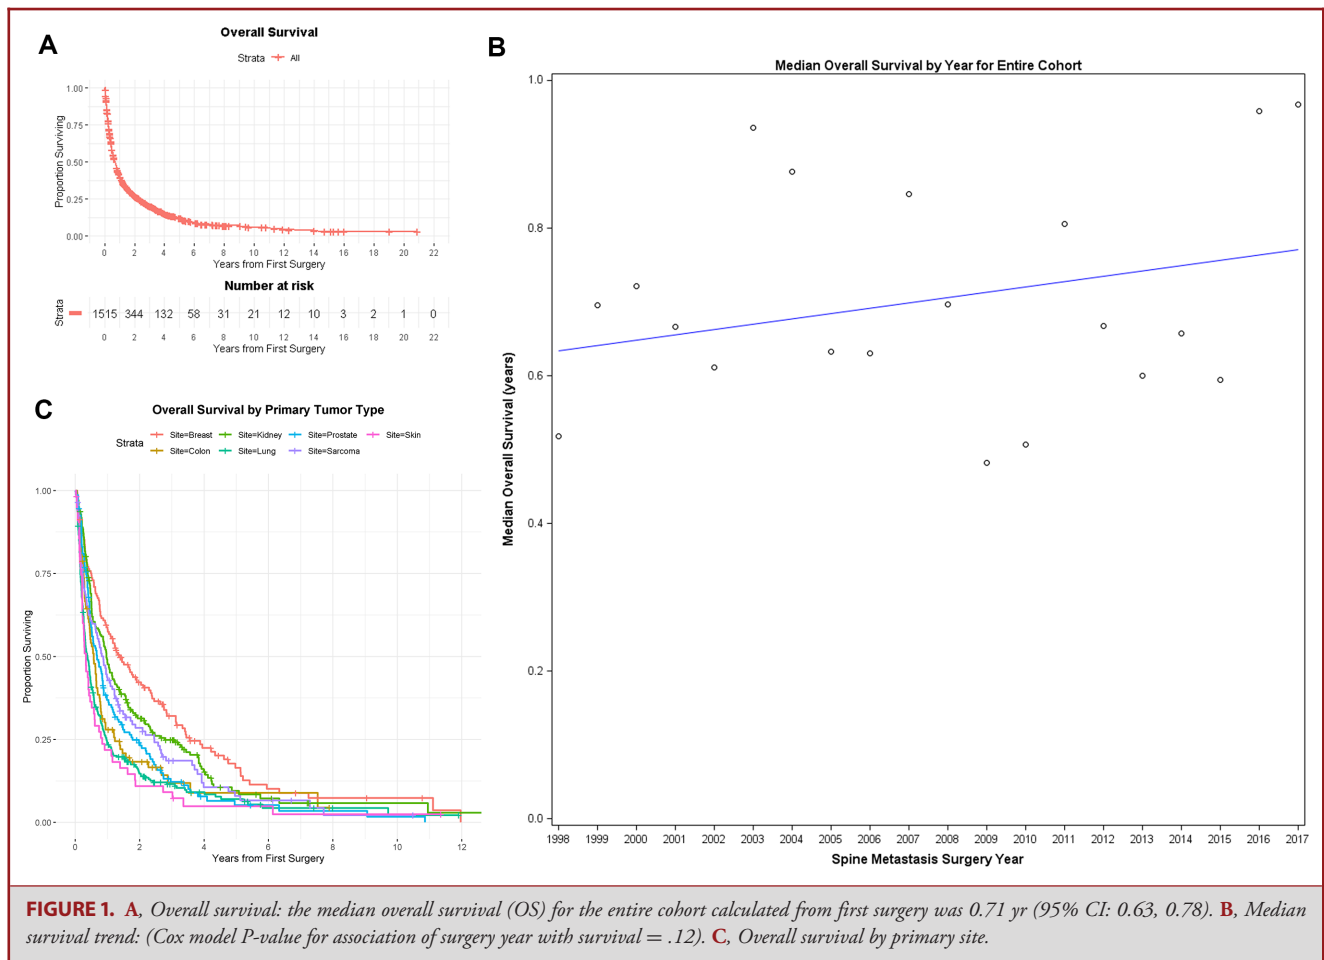 A
Overall Survival
Strata All
Proportion Surviving
1.00
0.75
0.50
0.25
0.00
0 2 4 6 8 10 12 14 16 18 20 22
Years from First Surgery
Number at risk
Strata
1515 344 132 58 31 21 12 10 3 2 1 0
0 2 4 6 8 10 12 14 16 18 20 22
Years from First Surgery
B
Median Overall Survival by Year for Entire Cohort
Median Overall Survival (years)
1.0
0.8
0.6
0.4
0.2
0.0
1998 1999 2000 2001 2002 2003 2004 2005 2006 2007 2008 2009 2010 2011 2012 2013 2014 2015 2016 2017
Spine Metastasis Surgery Year
C
Overall Survival by Primary Tumor Type
Strata
Site=Breast Site=Kidney Site=Prostate Site=Skin
Site=Colon Site=Lung Site=Sarcoma
Proportion Surviving
1.00
0.75
0.50
0.25
0.00
0 2 4 6 8 10 12
Years from First Surgery
FIGURE 1. A, Overall survival: the median overall survival (OS) for the entire cohort calculated from first surgery was 0.71 yr (95% CI: 0.63, 0.78). B, Median
survival trend: (Cox model P-value for association of surgery year with survival = .12). C, Overall survival by primary site.